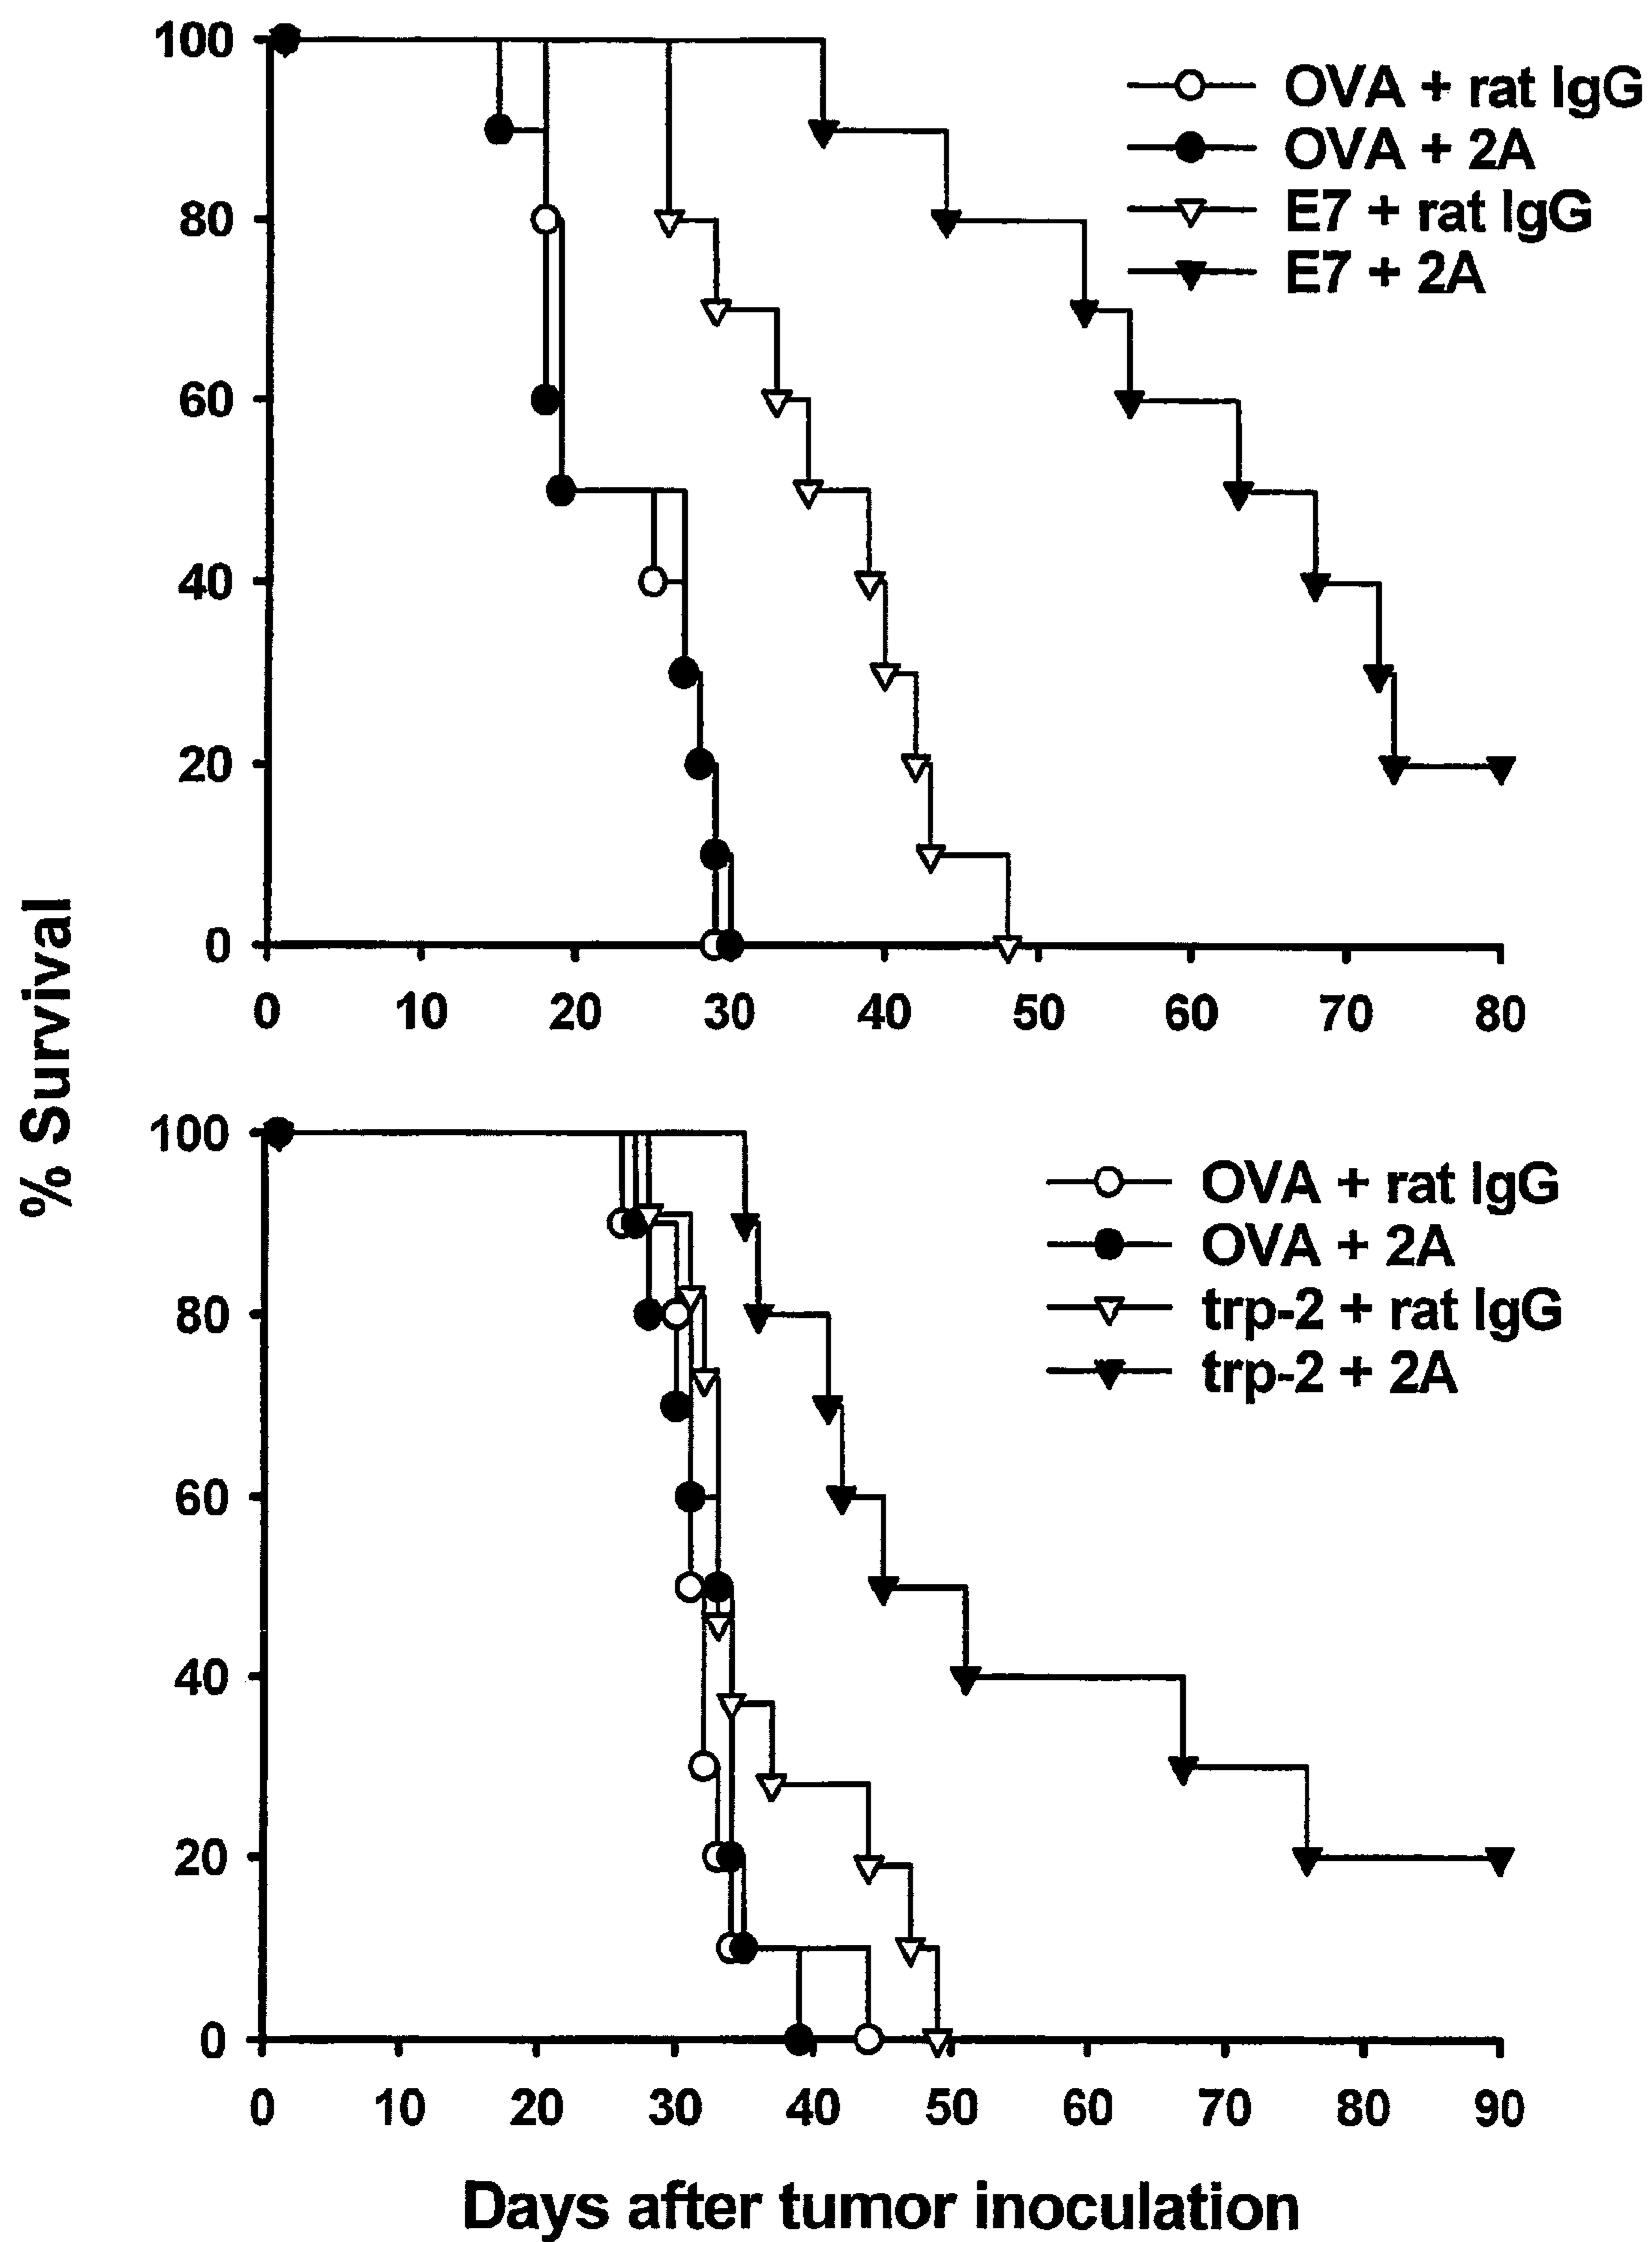 100
80
60
40
20
0
0 10 20 30 40 50 60 70 80
OVA + rat IgG
OVA + 2A
E7 + rat IgG
E7 + 2A
% Survival
100
80
60
40
20
0
0 10 20 30 40 50 60 70 80 90
OVA + rat IgG
OVA + 2A
trp-2 + rat IgG
trp-2 + 2A
Days after tumor inoculation